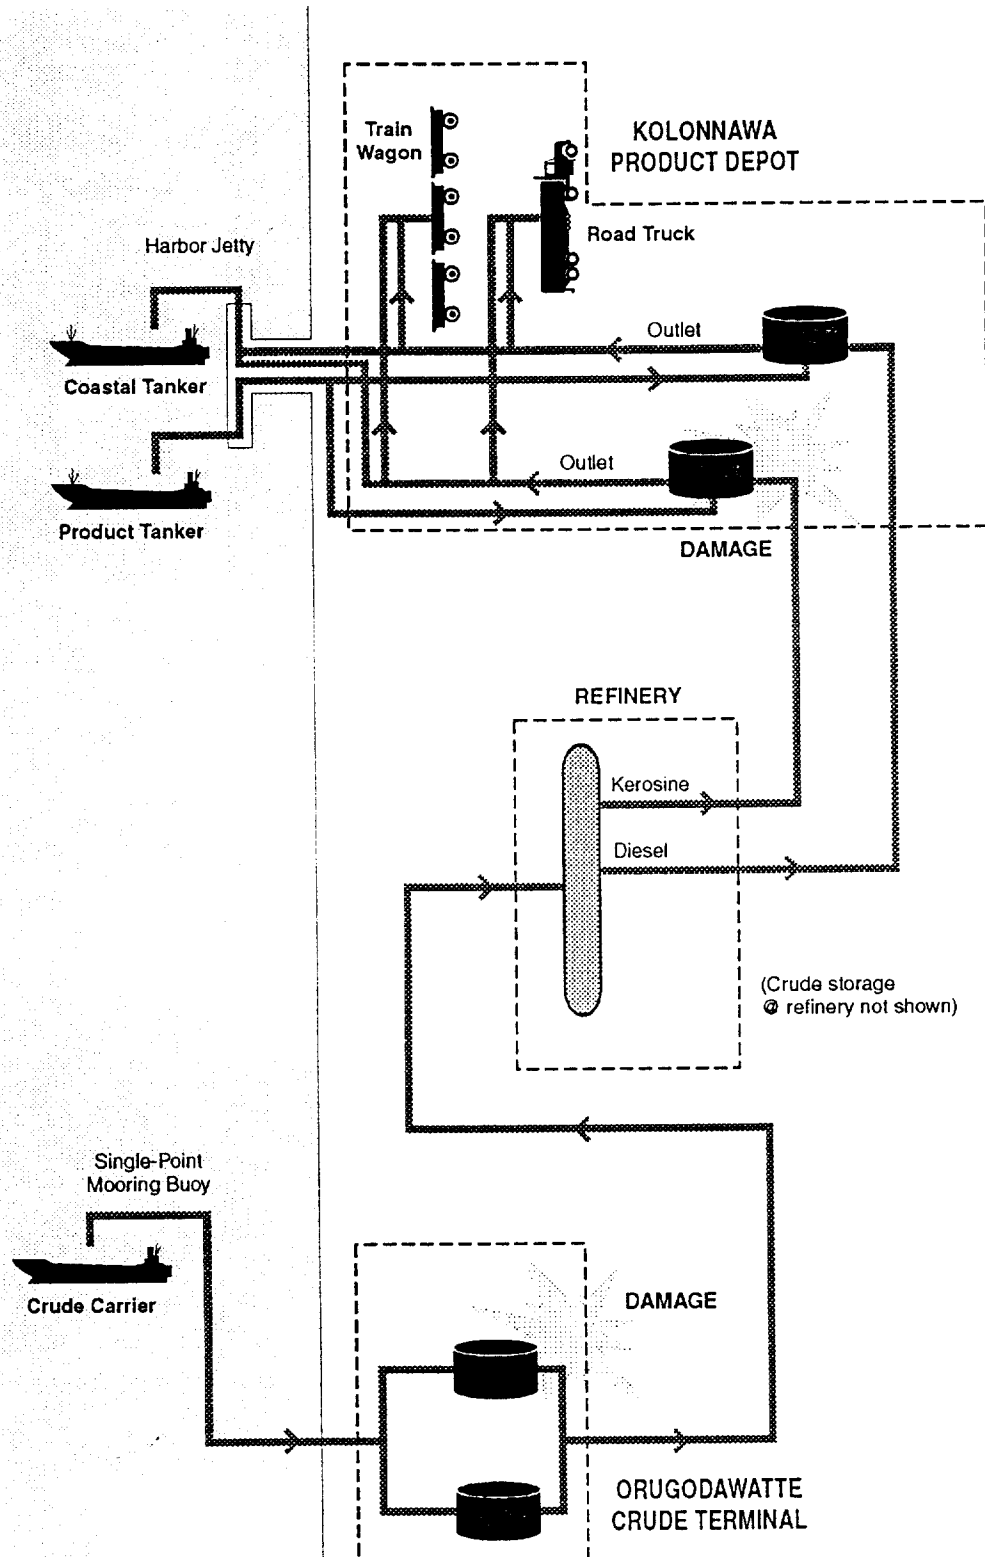 KOLONNAWA
PRODUCT DEPOT
Train
Wagon
Road Truck
Harbor Jetty
Outlet
Coastal Tanker
Outlet
Product Tanker
DAMAGE
REFINERY
Kerosine
Diesel
(Crude storage
@ refinery not shown)
Single-Point
Mooring Buoy
Crude Carrier
DAMAGE
ORUGODAWATTE
CRUDE TERMINAL